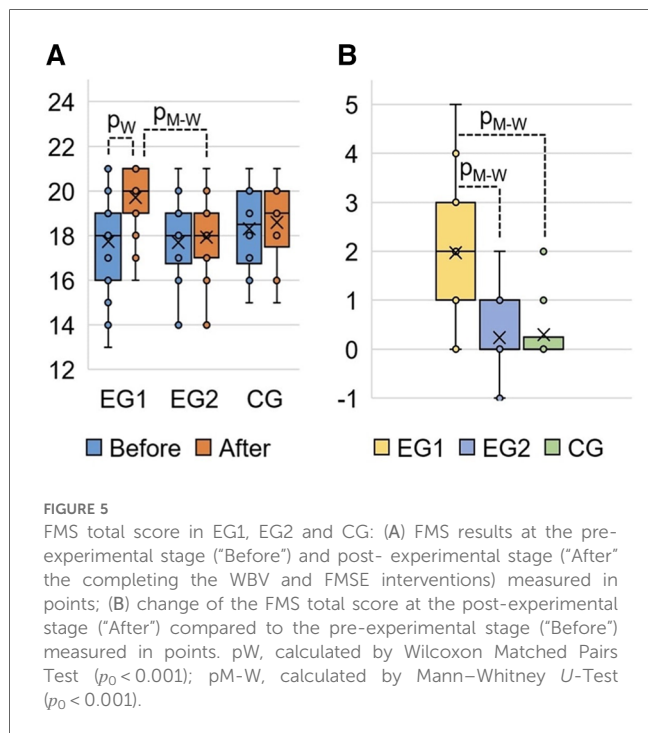 A
B
24
22
20
18
16
14
12
pW
pM-W
EG1 EG2 CG
Before After
5
4
3
2
1
0
-1
pM-W
pM-W
EG1 EG2 CG
FIGURE 5
FMS total score in EG1, EG2 and CG: (A) FMS results at the pre-
experimental stage (“Before”) and post- experimental stage (“After”
the completing the WBV and FMSE interventions) measured in
points; (B) change of the FMS total score at the post-experimental
stage (“After”) compared to the pre-experimental stage (“Before”)
measured in points. pW, calculated by Wilcoxon Matched Pairs
Test (p0 < 0.001); pM-W, calculated by Mann–Whitney U-Test
(p0 < 0.001).